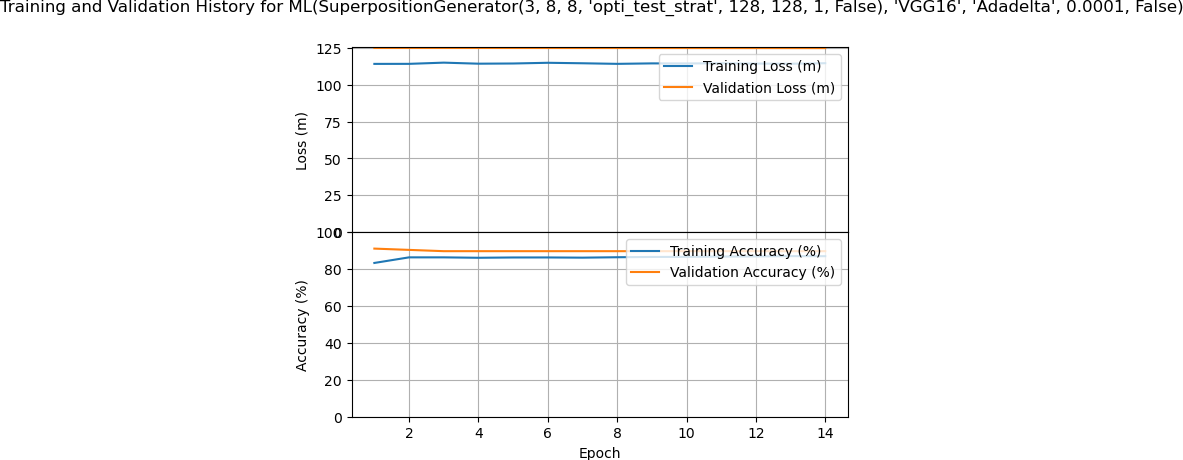 Training and Validation History for ML(SuperpositionGenerator(3, 8, 8, 'opti_test_strat', 128, 128, 1, False), 'VGG16', 'Adadelta', 0.0001, False)
125
100
75
50
25
0
Loss (m)
Training Loss (m)
Validation Loss (m)
100
80
60
40
20
0
Accuracy (%)
Training Accuracy (%)
Validation Accuracy (%)
2 4 6 8 10 12 14
Epoch